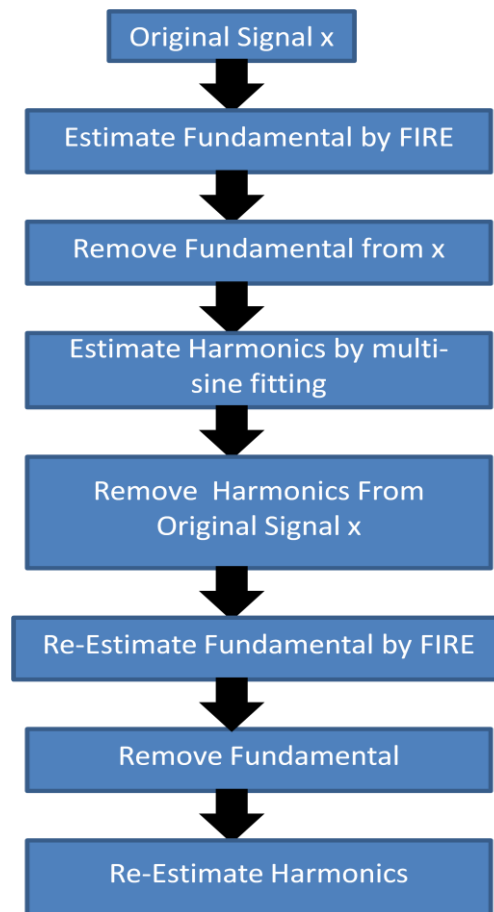 Original Signal x
Estimate Fundamental by FIRE
Remove Fundamental from x
Estimate Harmonics by multi-
sine fitting
Remove Harmonics From
Original Signal x
Re-Estimate Fundamental by FIRE
Remove Fundamental
Re-Estimate Harmonics